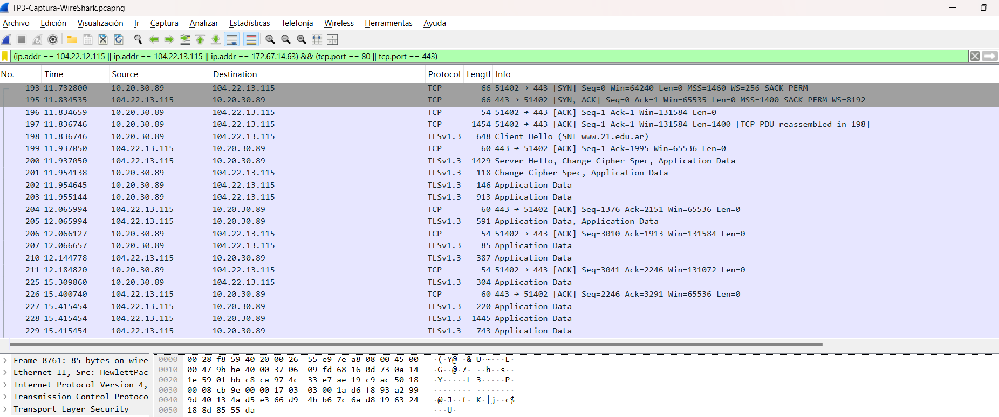 TP3-Captura-WireShark.pcapng
Archivo Edición Visualización Ir Captura Analizar Estadísticas Telefonía Wireless Herramientas Ayuda
(ip.addr == 104.22.12.115 || ip.addr == 104.22.13.115 || ip.addr == 172.67.14.63) && (tcp.port == 80 || tcp.port == 443)
No. Time Source Destination Protocol Length Info
193 11.732800 10.20.30.89 104.22.13.115 TCP 66 51402 → 443 [SYN] Seq=0 Win=64240 Len=0 MSS=1460 WS=256 SACK_PERM
195 11.834535 104.22.13.115 10.20.30.89 TCP 66 443 → 51402 [SYN, ACK] Seq=0 Ack=1 Win=65535 Len=0 MSS=1400 SACK_PERM WS=8192
196 11.834659 10.20.30.89 104.22.13.115 TCP 54 51402 → 443 [ACK] Seq=1 Ack=1 Win=131584 Len=0
197 11.836746 10.20.30.89 104.22.13.115 TCP 1454 51402 → 443 [ACK] Seq=1 Ack=1 Win=131584 Len=1400 [TCP PDU reassembled in 198]
198 11.836746 10.20.30.89 104.22.13.115 TLSv1.3 648 Client Hello (SNI=www.21.edu.ar)
199 11.937050 104.22.13.115 10.20.30.89 TCP 60 443 → 51402 [ACK] Seq=1 Ack=1995 Win=65536 Len=0
200 11.937050 104.22.13.115 10.20.30.89 TLSv1.3 1429 Server Hello, Change Cipher Spec, Application Data
201 11.954138 10.20.30.89 104.22.13.115 TLSv1.3 118 Change Cipher Spec, Application Data
202 11.954645 10.20.30.89 104.22.13.115 TLSv1.3 146 Application Data
203 11.955144 10.20.30.89 104.22.13.115 TLSv1.3 913 Application Data
204 12.065994 104.22.13.115 10.20.30.89 TCP 60 443 → 51402 [ACK] Seq=1376 Ack=2151 Win=65536 Len=0
205 12.065994 104.22.13.115 10.20.30.89 TLSv1.3 591 Application Data, Application Data
206 12.066127 10.20.30.89 104.22.13.115 TCP 54 51402 → 443 [ACK] Seq=3010 Ack=1913 Win=131584 Len=0
207 12.066657 10.20.30.89 104.22.13.115 TLSv1.3 85 Application Data
210 12.144778 104.22.13.115 10.20.30.89 TLSv1.3 387 Application Data
211 12.184820 10.20.30.89 104.22.13.115 TCP 54 51402 → 443 [ACK] Seq=3041 Ack=2246 Win=131072 Len=0
225 15.309860 10.20.30.89 104.22.13.115 TLSv1.3 304 Application Data
226 15.400740 104.22.13.115 10.20.30.89 TCP 60 443 → 51402 [ACK] Seq=2246 Ack=3291 Win=65536 Len=0
227 15.415454 104.22.13.115 10.20.30.89 TLSv1.3 220 Application Data
228 15.415454 104.22.13.115 10.20.30.89 TLSv1.3 1445 Application Data
229 15.415454 104.22.13.115 10.20.30.89 TLSv1.3 743 Application Data
Frame 8761: 85 bytes on wire
Ethernet II, Src: HewlettPac
Internet Protocol Version 4,
Transmission Control Protoco
Transport Layer Security
0000 00 28 f8 59 40 20 00 26 55 e9 7e a8 08 00 45 00 ·(·Y@ ·& U·~···E·
0010 00 47 9b be 40 00 37 06 09 fd 68 16 0d 73 0a 14 ·G··@·7· ··h··s··
0020 1e 59 01 bb c8 ca 97 4c 33 e7 ae 19 c9 ac 50 18 ·Y·····L 3·····P·
0030 00 08 cb 9e 00 00 17 03 03 00 1a d6 f8 93 a2 99 ········ ········
0040 9d 40 13 4a d5 e3 66 d9 4b b6 7c 6a d8 19 63 24 ·@·J··f· K·|j··c$
0050 18 8d 85 55 da ···U·